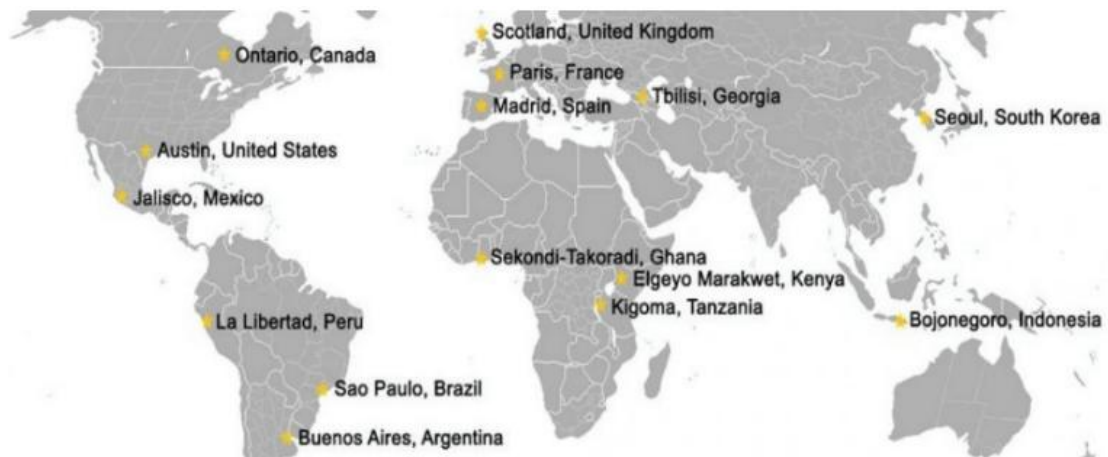 Scotland, United Kingdom
Ontario, Canada
Paris, France
Tbilisi, Georgia
Madrid, Spain
Seoul, South Korea
Austin, United States
Jalisco, Mexico
Sekondi-Takoradi, Ghana
Elgeyo Marakwet, Kenya
Kigoma, Tanzania
La Libertad, Peru
Bojonegoro, Indonesia
Sao Paulo, Brazil
Buenos Aires, Argentina